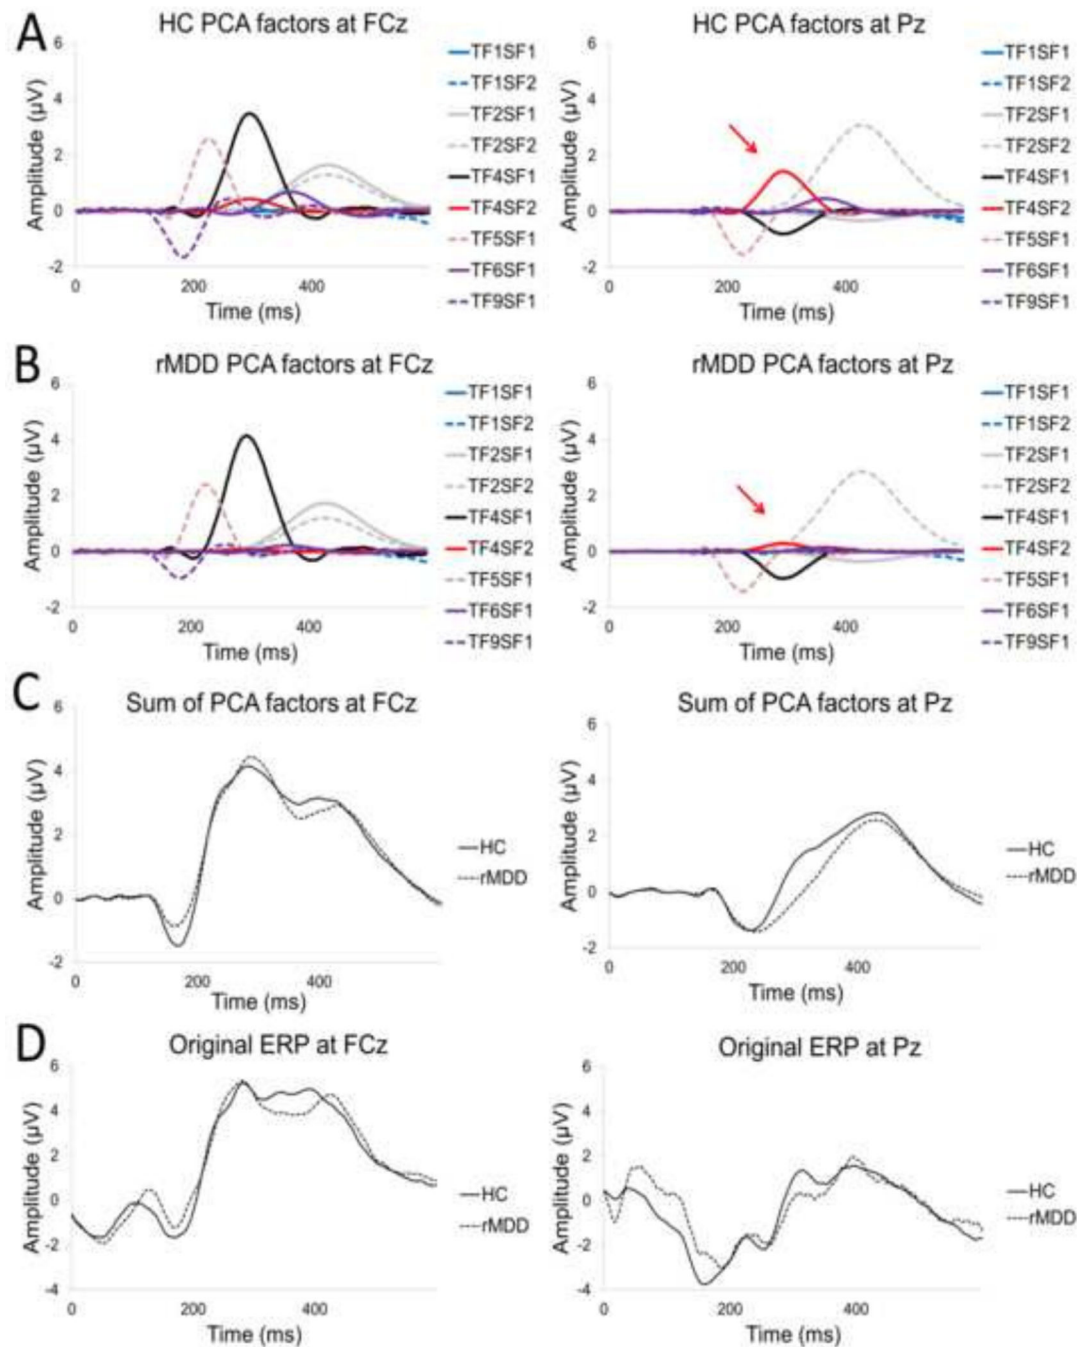 A
HC PCA factors at FCz
6
4
2
0
-2
Amplitude (µV)
0 200 400
Time (ms)
TF1SF1
TF1SF2
TF2SF1
TF2SF2
TF4SF1
TF4SF2
TF5SF1
TF6SF1
TF9SF1
HC PCA factors at Pz
6
4
2
0
-2
Amplitude (µV)
0 200 400
Time (ms)
TF1SF1
TF1SF2
TF2SF1
TF2SF2
TF4SF1
TF4SF2
TF5SF1
TF6SF1
TF9SF1
B
rMDD PCA factors at FCz
6
4
2
0
-2
Amplitude (µV)
0 200 400
Time (ms)
TF1SF1
TF1SF2
TF2SF1
TF2SF2
TF4SF1
TF4SF2
TF5SF1
TF6SF1
TF9SF1
rMDD PCA factors at Pz
6
4
2
0
-2
Amplitude (µV)
0 200 400
Time (ms)
TF1SF1
TF1SF2
TF2SF1
TF2SF2
TF4SF1
TF4SF2
TF5SF1
TF6SF1
TF9SF1
C
Sum of PCA factors at FCz
6
4
2
0
-2
Amplitude (µV)
0 200 400
Time (ms)
HC
rMDD
Sum of PCA factors at Pz
6
4
2
0
-2
Amplitude (µV)
0 200 400
Time (ms)
HC
rMDD
D
Original ERP at FCz
6
4
2
0
-2
-4
Amplitude (µV)
0 200 400
Time (ms)
HC
rMDD
Original ERP at Pz
6
4
2
0
-2
-4
Amplitude (µV)
0 200 400
Time (ms)
HC
rMDD